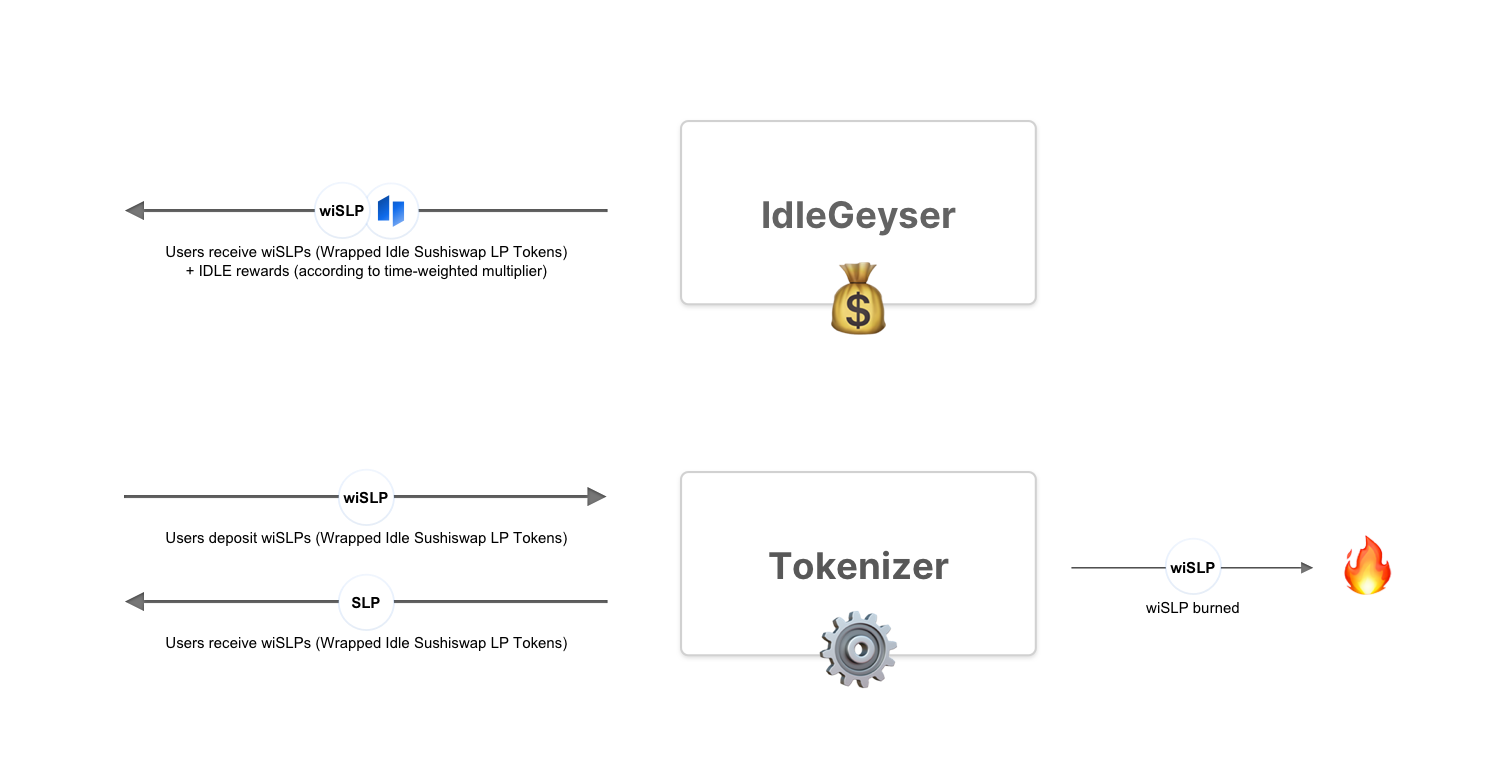 IdleGeyser
wiSLP
Users receive wiSLPs (Wrapped Idle Sushiswap LP Tokens)
+ IDLE rewards (according to time-weighted multiplier)
$
wiSLP
Users deposit wiSLPs (Wrapped Idle Sushiswap LP Tokens)
SLP
Users receive wiSLPs (Wrapped Idle Sushiswap LP Tokens)
Tokenizer
wiSLP
wiSLP burned